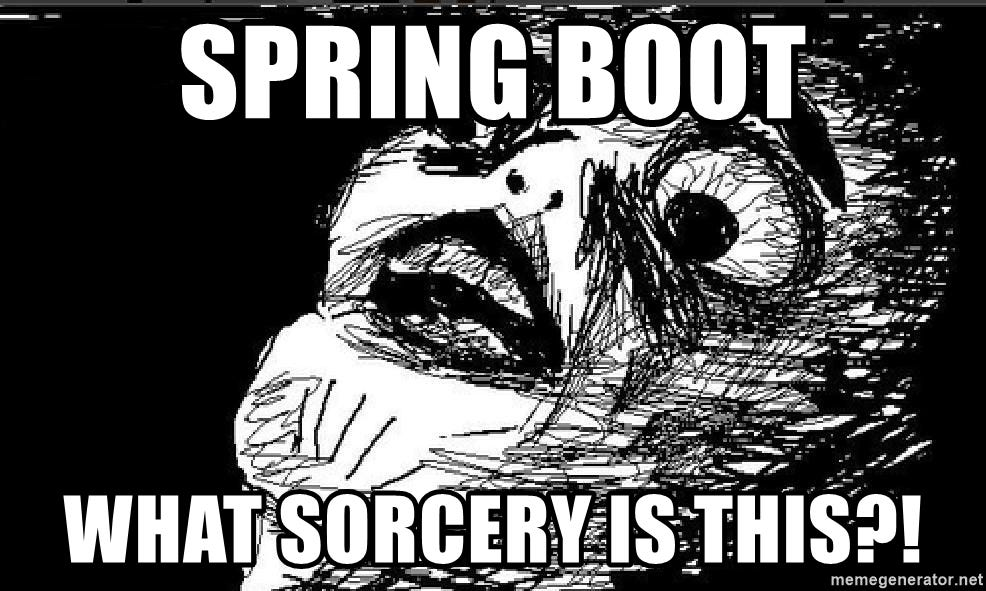 SPRING BOOT
WHAT SORCERY IS THIS?!
memegenerator.net